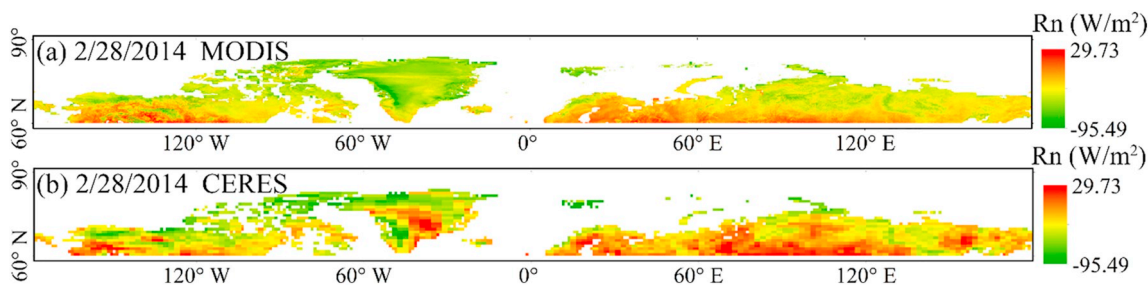 Rn (W/m²)
90°
(a) 2/28/2014 MODIS
29.73
N
60°
-95.49
120° W 60° W 0° 60° E 120° E
Rn (W/m²)
90°
(b) 2/28/2014 CERES
29.73
N
60°
-95.49
120° W 60° W 0° 60° E 120° E